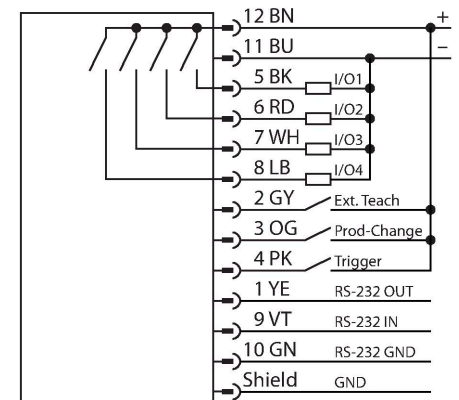 12 BN +
11 BU −
5 BK I/O1
6 RD I/O2
7 WH I/O3
8 LB I/O4
2 GY Ext. Teach
3 OG Prod-Change
4 PK Trigger
1 YE RS-232 OUT
9 VT RS-232 IN
10 GN RS-232 GND
Shield GND